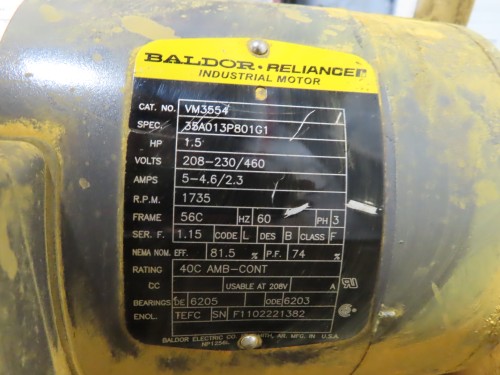 BALDOR • RELIANCE
INDUSTRIAL MOTOR
CAT. NO. VM3554
SPEC. 35A013P801G1
HP 1.5
VOLTS 208-230/460
AMPS 5-4.6/2.3
R.P.M. 1735
FRAME 56C HZ 60 PH 3
SER. F. 1.15 CODE L DES B CLASS F
NEMA NOM. EFF. 81.5 % P.F. 74 %
RATING 40C AMB-CONT
CC USABLE AT 208V A
BEARINGS DE 6205 ODE 6203
ENCL. TEFC SN F1102221382
BALDOR ELECTRIC CO. SMITH, AR. MFG. IN U.S.A.
NP1256L